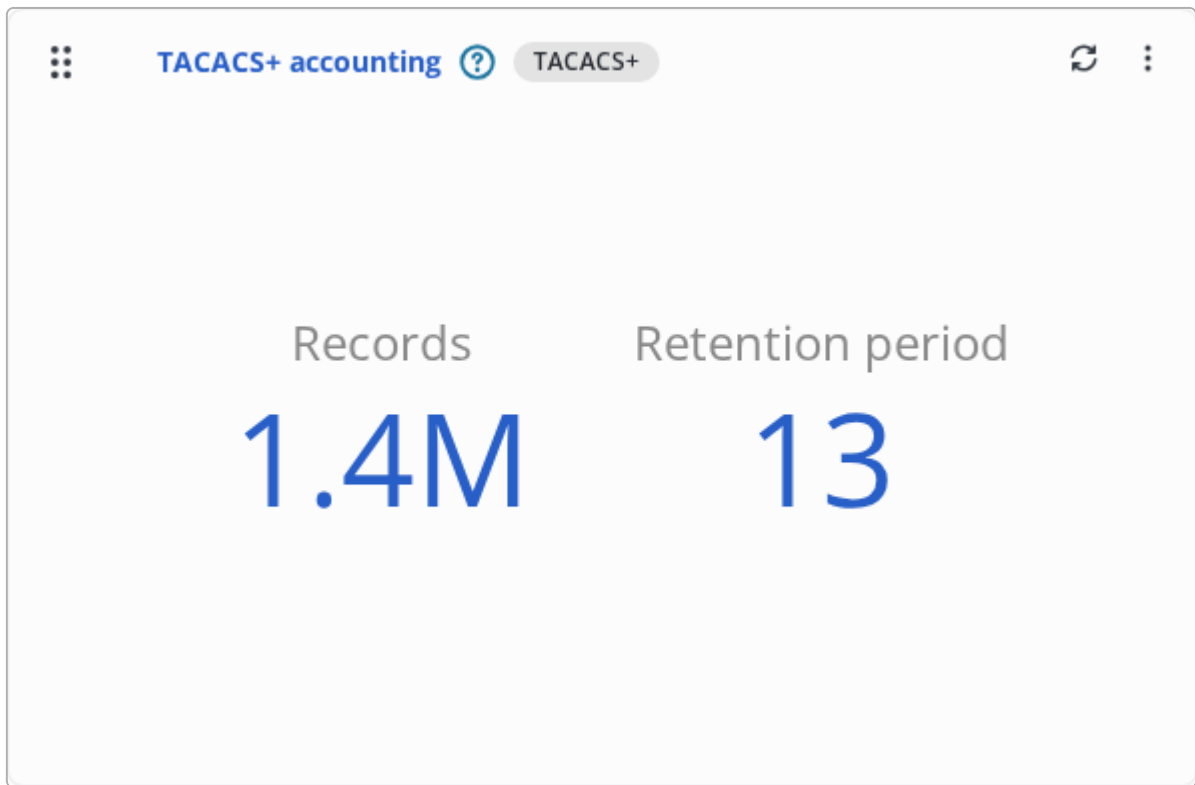 TACACS+ accounting ? TACACS+
Records Retention period
1.4M 13